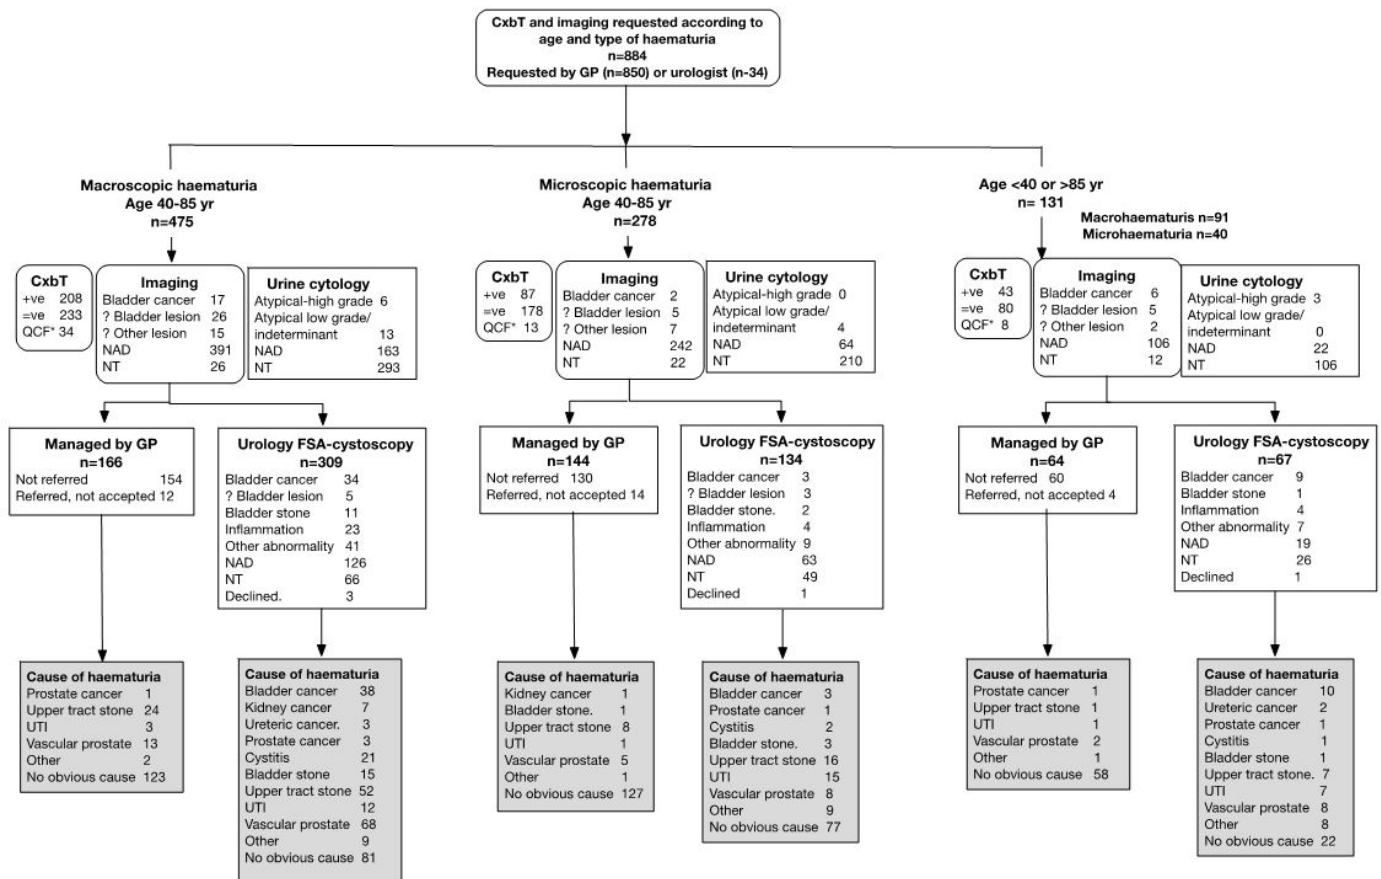 CxbT and imaging requested according to
age and type of haematuria
n=884
Requested by GP (n=850) or urologist (n-34)
Macroscopic haematuria
Age 40-85 yr
n=475
CxbT
+ve 208
=ve 233
QCF* 34
Imaging
Bladder cancer 17
? Bladder lesion 26
? Other lesion 15
NAD 391
NT 26
Urine cytology
Atypical-high grade 6
Atypical low grade/
indeterminant 13
NAD 163
NT 293
Managed by GP
n=166
Not referred 154
Referred, not accepted 12
Urology FSA-cystoscopy
n=309
Bladder cancer 34
? Bladder lesion 5
Bladder stone 11
Inflammation 23
Other abnormality 41
NAD 126
NT 66
Declined. 3
Cause of haematuria
Prostate cancer 1
Upper tract stone 24
UTI 3
Vascular prostate 13
Other 2
No obvious cause 123
Cause of haematuria
Bladder cancer 38
Kidney cancer 7
Ureteric cancer. 3
Prostate cancer 3
Cystitis 21
Bladder stone 15
Upper tract stone 52
UTI 12
Vascular prostate 68
Other 9
No obvious cause 81
Microscopic haematuria
Age 40-85 yr
n=278
CxbT
+ve 87
=ve 178
QCF* 13
Imaging
Bladder cancer 2
? Bladder lesion 5
? Other lesion 7
NAD 242
NT 22
Urine cytology
Atypical-high grade 0
Atypical low grade/
indeterminant 4
NAD 64
NT 210
Managed by GP
n=144
Not referred 130
Referred, not accepted 14
Urology FSA-cystoscopy
n=134
Bladder cancer 3
? Bladder lesion 3
Bladder stone. 2
Inflammation 4
Other abnormality 9
NAD 63
NT 49
Declined 1
Cause of haematuria
Kidney cancer 1
Bladder stone. 1
Upper tract stone 8
UTI 1
Vascular prostate 5
Other 1
No obvious cause 127
Cause of haematuria
Bladder cancer 3
Prostate cancer 1
Cystitis 2
Bladder stone. 3
Upper tract stone 16
UTI 15
Vascular prostate 8
Other 9
No obvious cause 77
Age <40 or >85 yr
n= 131
Macrohaematuris n=91
Microhaematuria n=40
CxbT
+ve 43
=ve 80
QCF* 8
Imaging
Bladder cancer 6
? Bladder lesion 5
? Other lesion 2
NAD 106
NT 12
Urine cytology
Atypical-high grade 3
Atypical low grade/
indeterminant 0
NAD 22
NT 106
Managed by GP
n=64
Not referred 60
Referred, not accepted 4
Urology FSA-cystoscopy
n=67
Bladder cancer 9
Bladder stone 1
Inflammation 4
Other abnormality 7
NAD 19
NT 26
Declined 1
Cause of haematuria
Prostate cancer 1
Upper tract stone 1
UTI 1
Vascular prostate 2
Other 1
No obvious cause 58
Cause of haematuria
Bladder cancer 10
Ureteric cancer 2
Prostate cancer 1
Cystitis 1
Bladder stone 1
Upper tract stone. 7
UTI 7
Vascular prostate 8
Other 8
No obvious cause 22